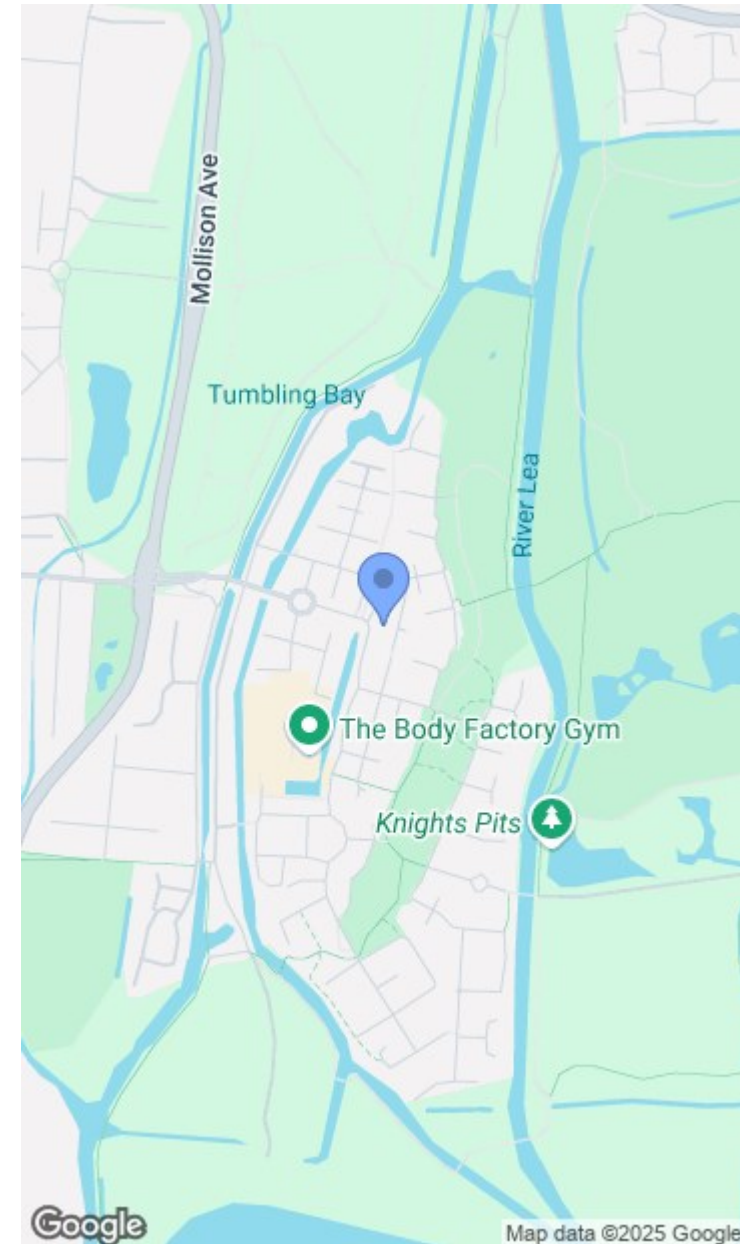 Mollison Ave
Tumbling Bay
River Lea
The Body Factory Gym
Knights Pits
Google
Map data ©2025 Google